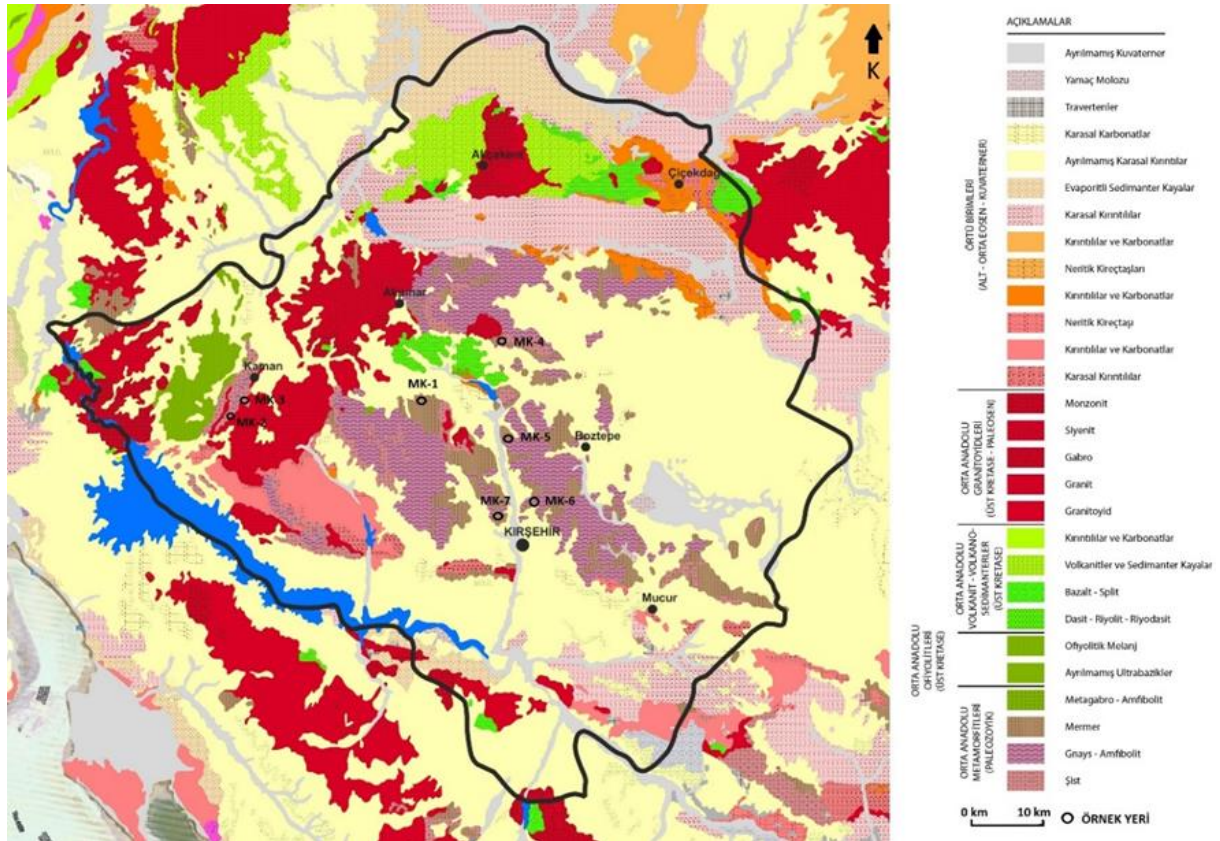 K
Akçakent
Çiçekdağ
Akpınar
MK-4
Kaman
MK-1
MK-3
MK-2
MK-5
Boztepe
MK-7
MK-6
KIRŞEHİR
Mucur
AÇIKLAMALAR
Ayrılmamış Kuvaterner
Yamaç Molozu
Travertenler
Karasal Karbonatlar
Ayrılmamış Karasal Kırıntılılar
Evaporitli Sedimanter Kayalar
Karasal Kırıntılılar
Kırıntılılar ve Karbonatlar
Neritik Kireçtaşları
Kırıntılılar ve Karbonatlar
Neritik Kireçtaşı
Kırıntılılar ve Karbonatlar
Karasal Kırıntılılar
Monzonit
Siyenit
Gabro
Granit
Granitoyid
Kırıntılılar ve Karbonatlar
Volkanitler ve Sedimanter Kayalar
Bazalt - Split
Dasit - Riyolit - Riyodasit
Ofiyolitik Melanj
Ayrılmamış Ultrabazikler
Metagabro - Amfibolit
Mermer
Gnays - Amfibolit
Şist
ÖRTÜ BİRİMLERİ
(ALT - ORTA EOSEN - KUVATERNER)
ORTA ANADOLU
GRANİTOYİDLERİ
(ÜST KRETASE - PALEOSEN)
ORTA ANADOLU
VOLKANİT - VOLKANO-
SEDİMANTERLER
(ÜST KRETASE)
ORTA ANADOLU
OFİYOLİTLERİ
(ÜST KRETASE)
ORTA ANADOLU
METAMORFİTLERİ
(PALEOZOYİK)
0 km 10 km ÖRNEK YERİ